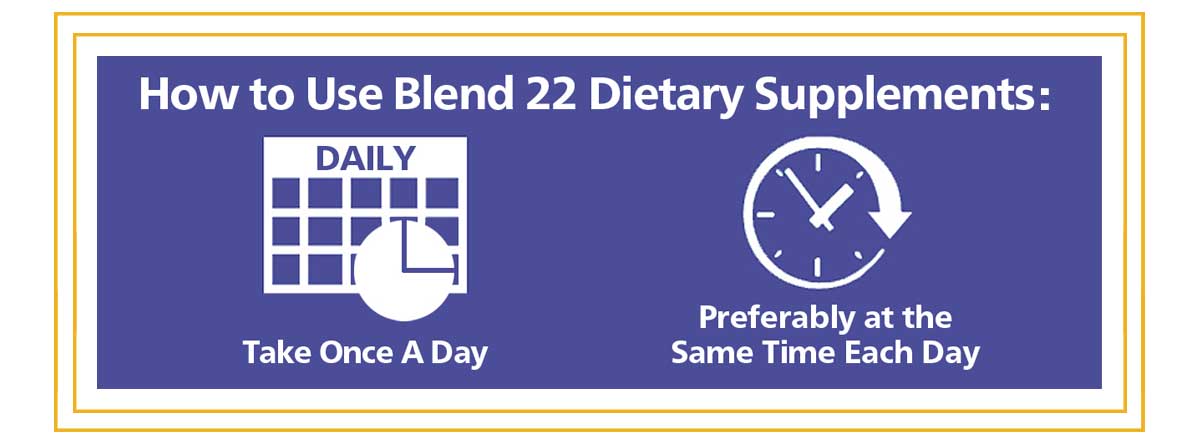 How to Use Blend 22 Dietary Supplements:
DAILY
Take Once A Day
Preferably at the
Same Time Each Day